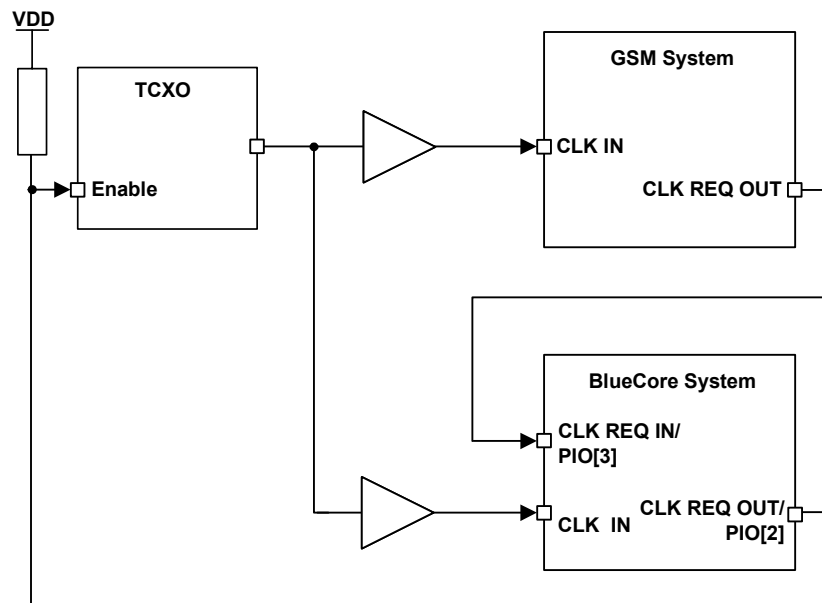 VDD
TCXO
Enable
GSM System
CLK IN
CLK REQ OUT
BlueCore System
CLK REQ IN/
PIO[3]
CLK IN
CLK REQ OUT/
PIO[2]